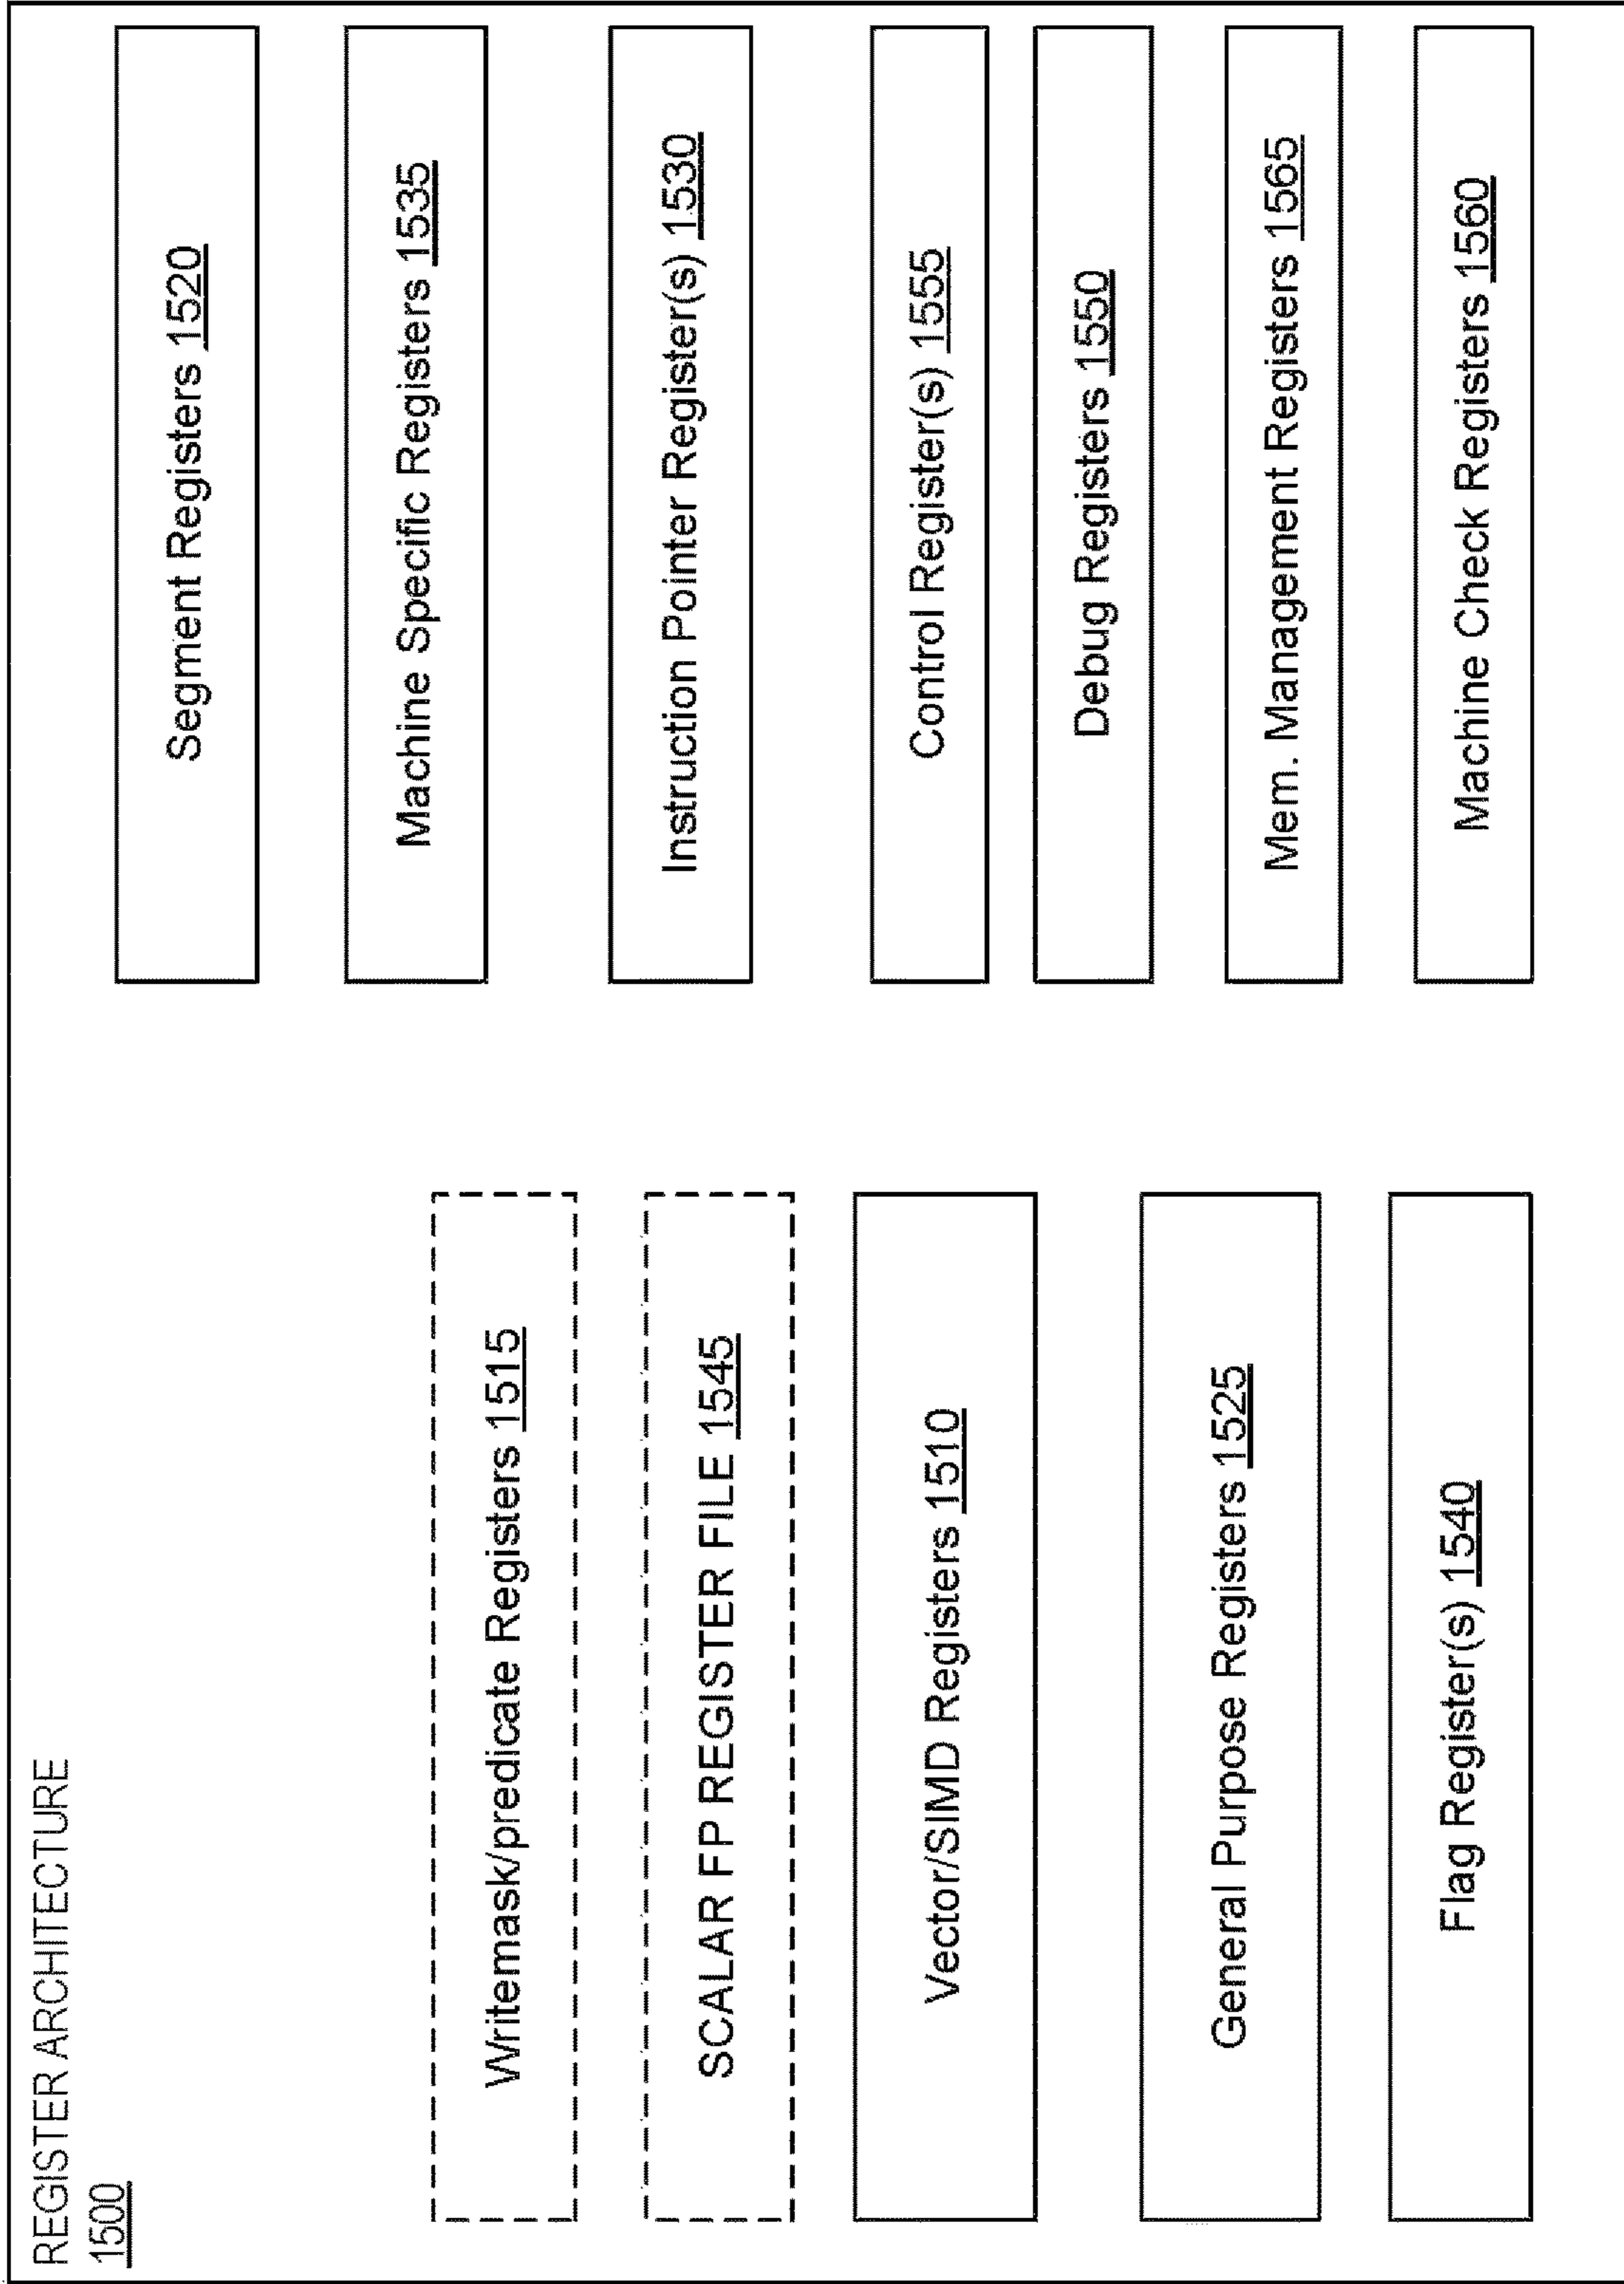 REGISTER ARCHITECTURE
1500
Writemask/predicate Registers 1515
SCALAR FP REGISTER FILE 1545
Vector/SIMD Registers 1510
General Purpose Registers 1525
Flag Register(s) 1540
Segment Registers 1520
Machine Specific Registers 1535
Instruction Pointer Register(s) 1530
Control Register(s) 1555
Debug Registers 1550
Mem. Management Registers 1565
Machine Check Registers 1560